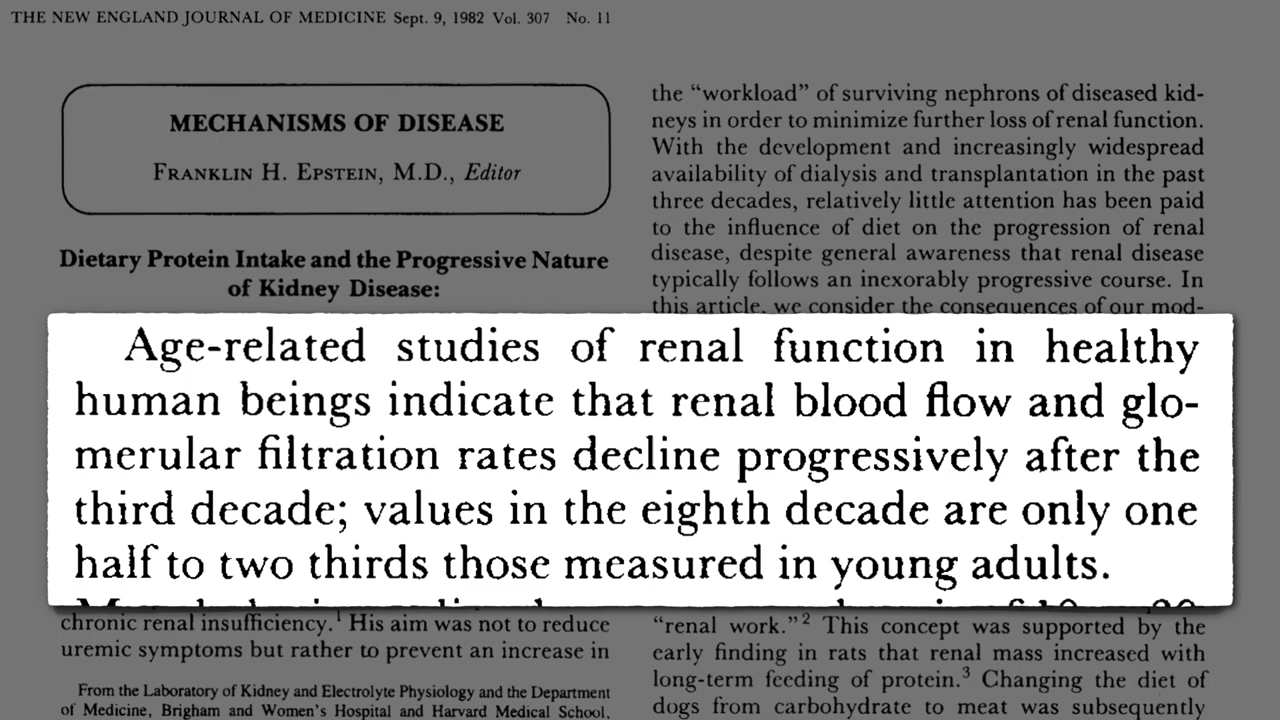 THE NEW ENGLAND JOURNAL OF MEDICINE Sept. 9, 1982 Vol. 307 No. 11
MECHANISMS OF DISEASE
FRANKLIN H. EPSTEIN, M.D., Editor
Dietary Protein Intake and the Progressive Nature
of Kidney Disease:
the “workload” of surviving nephrons of diseased kid-
neys in order to minimize further loss of renal function.
With the development and increasingly widespread
availability of dialysis and transplantation in the past
three decades, relatively little attention has been paid
to the influence of diet on the progression of renal
disease, despite general awareness that renal disease
typically follows an inexorably progressive course. In
this article, we consider the consequences of our mod-
Age-related studies of renal function in healthy
human beings indicate that renal blood flow and glo-
merular filtration rates decline progressively after the
third decade; values in the eighth decade are only one
half to two thirds those measured in young adults.
chronic renal insufficiency.1 His aim was not to reduce
uremic symptoms but rather to prevent an increase in
From the Laboratory of Kidney and Electrolyte Physiology and the Department
of Medicine, Brigham and Women's Hospital and Harvard Medical School,
“renal work.”2 This concept was supported by the
early finding in rats that renal mass increased with
long-term feeding of protein.3 Changing the diet of
dogs from carbohydrate to meat was subsequently